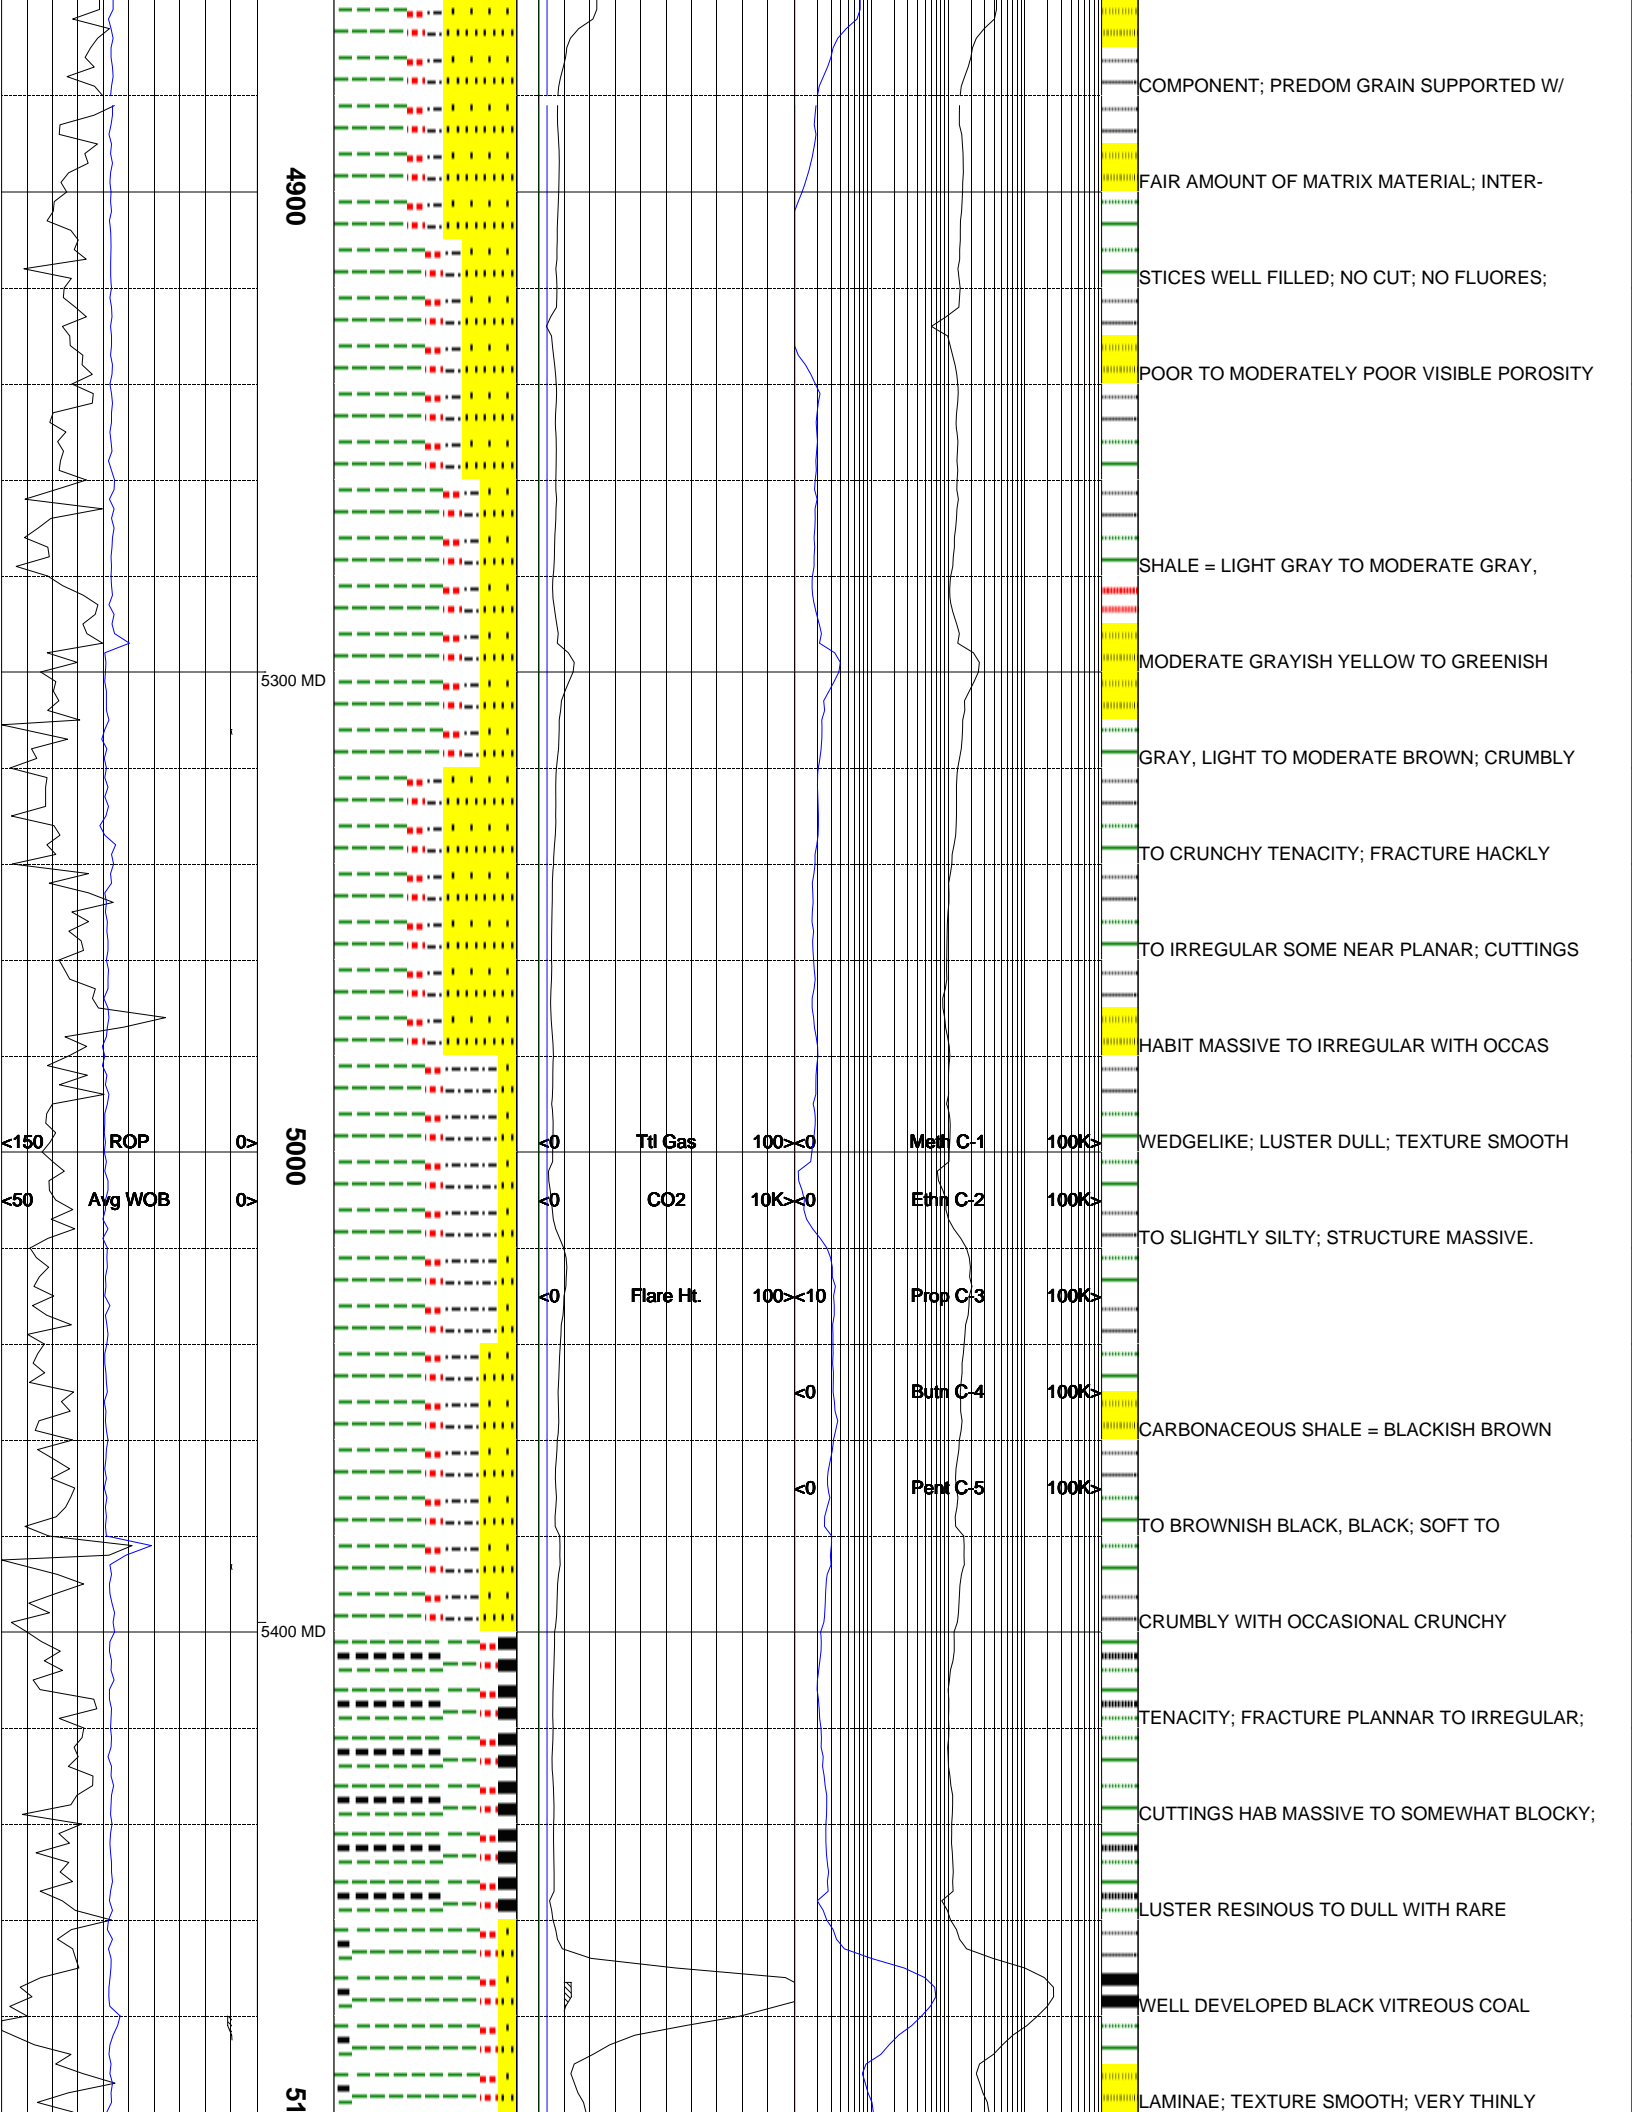 COMPONENT; PREDOM GRAIN SUPPORTED W/
4900
FAIR AMOUNT OF MATRIX MATERIAL; INTER-
STICES WELL FILLED; NO CUT; NO FLUORES;
POOR TO MODERATELY POOR VISIBLE POROSITY
SHALE = LIGHT GRAY TO MODERATE GRAY,
MODERATE GRAYISH YELLOW TO GREENISH
5300 MD
GRAY, LIGHT TO MODERATE BROWN; CRUMBLY
TO CRUNCHY TENACITY; FRACTURE HACKLY
TO IRREGULAR SOME NEAR PLANAR; CUTTINGS
HABIT MASSIVE TO IRREGULAR WITH OCCAS
<150 ROP 0> 5000 <0 Ttl Gas 100> <0 Meth C-1 100K> WEDGELIKE; LUSTER DULL; TEXTURE SMOOTH
<50 Avg WOB 0> <0 CO2 10K> <0 Ethn C-2 100K>
TO SLIGHTLY SILTY; STRUCTURE MASSIVE.
<0 Flare Ht. 100> <10 Prop C-3 100K>
<0 Butn C-4 100K>
CARBONACEOUS SHALE = BLACKISH BROWN
<0 Pent C-5 100K>
TO BROWNISH BLACK, BLACK; SOFT TO
CRUMBLY WITH OCCASIONAL CRUNCHY
5400 MD
TENACITY; FRACTURE PLANNAR TO IRREGULAR;
CUTTINGS HAB MASSIVE TO SOMEWHAT BLOCKY;
LUSTER RESINOUS TO DULL WITH RARE
WELL DEVELOPED BLACK VITREOUS COAL
51
LAMINAE; TEXTURE SMOOTH; VERY THINLY